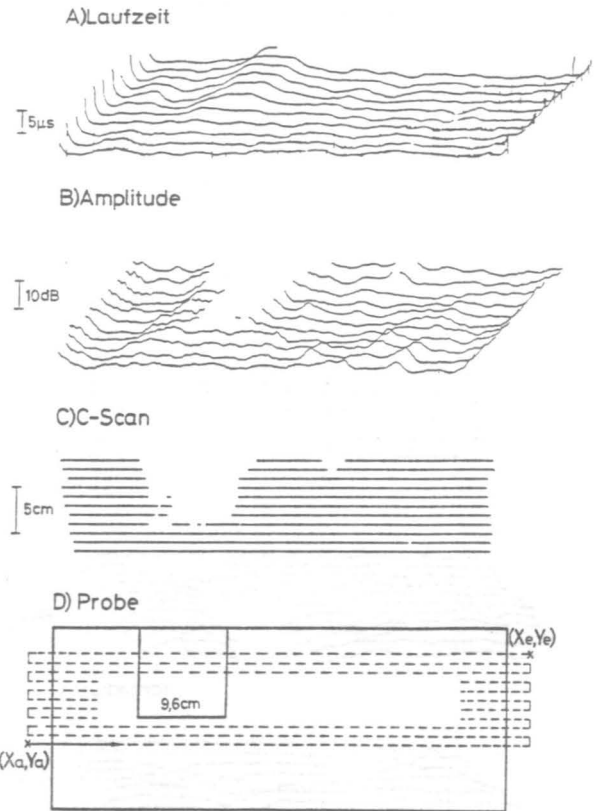 A)Laufzeit
5µs
B)Amplitude
10dB
C)C-Scan
5cm
D) Probe
(Xe,Ye)
9,6cm
(Xa,Ya)